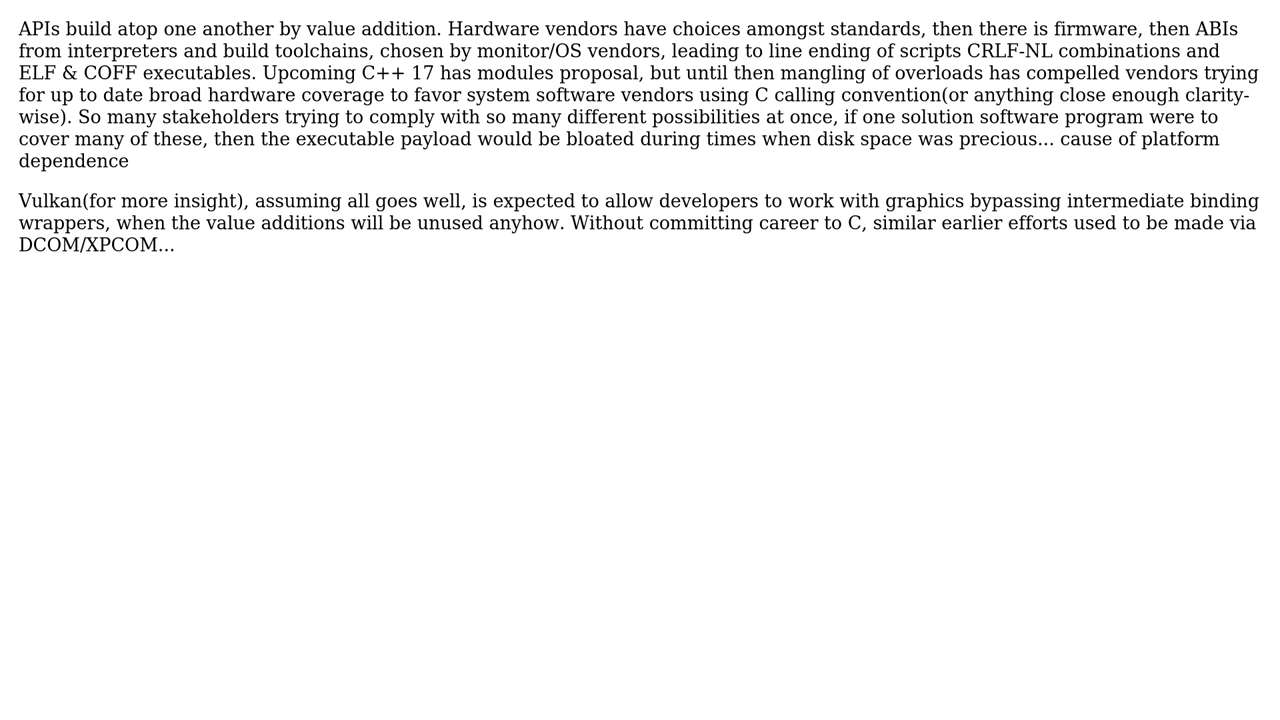 APIs build atop one another by value addition. Hardware vendors have choices amongst standards, then there is firmware, then ABIs
from interpreters and build toolchains, chosen by monitor/OS vendors, leading to line ending of scripts CRLF-NL combinations and
ELF & COFF executables. Upcoming C++ 17 has modules proposal, but until then mangling of overloads has compelled vendors trying
for up to date broad hardware coverage to favor system software vendors using C calling convention(or anything close enough clarity-
wise). So many stakeholders trying to comply with so many different possibilities at once, if one solution software program were to
cover many of these, then the executable payload would be bloated during times when disk space was precious... cause of platform
dependence
Vulkan(for more insight), assuming all goes well, is expected to allow developers to work with graphics bypassing intermediate binding
wrappers, when the value additions will be unused anyhow. Without committing career to C, similar earlier efforts used to be made via
DCOM/XPCOM...